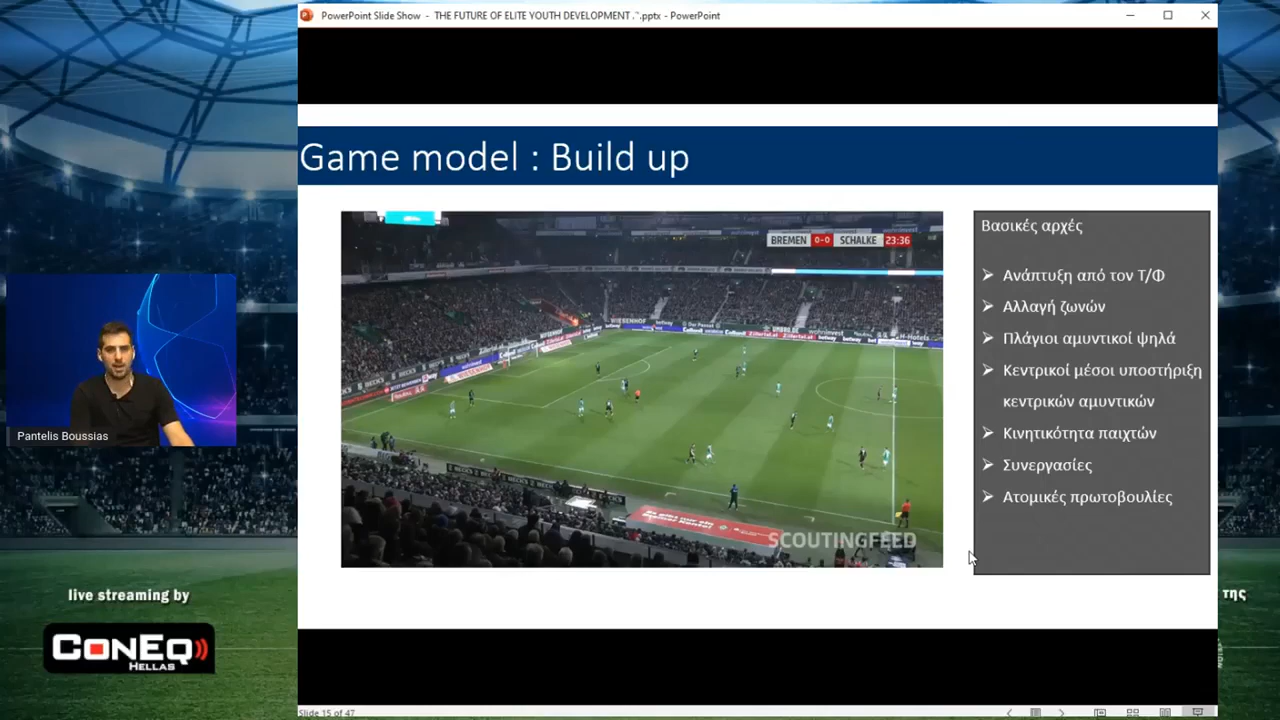 PowerPoint Slide Show - THE FUTURE OF ELITE YOUTH DEVELOPMENT .".pptx - PowerPoint
Game model : Build up
BREMEN 0-0 SCHALKE 23:36
WIESENHOF
SCOUTINGFEED
Βασικές αρχές
➢ Ανάπτυξη από τον Τ/Φ
➢ Αλλαγή ζωνών
➢ Πλάγιοι αμυντικοί ψηλά
➢ Κεντρικοί μέσοι υποστήριξη
κεντρικών αμυντικών
➢ Κινητικότητα παιχτών
➢ Συνεργασίες
➢ Ατομικές πρωτοβουλίες
Pantelis Boussias
live streaming by
CONEQ
HELLAS
της
Slide 15 of 47